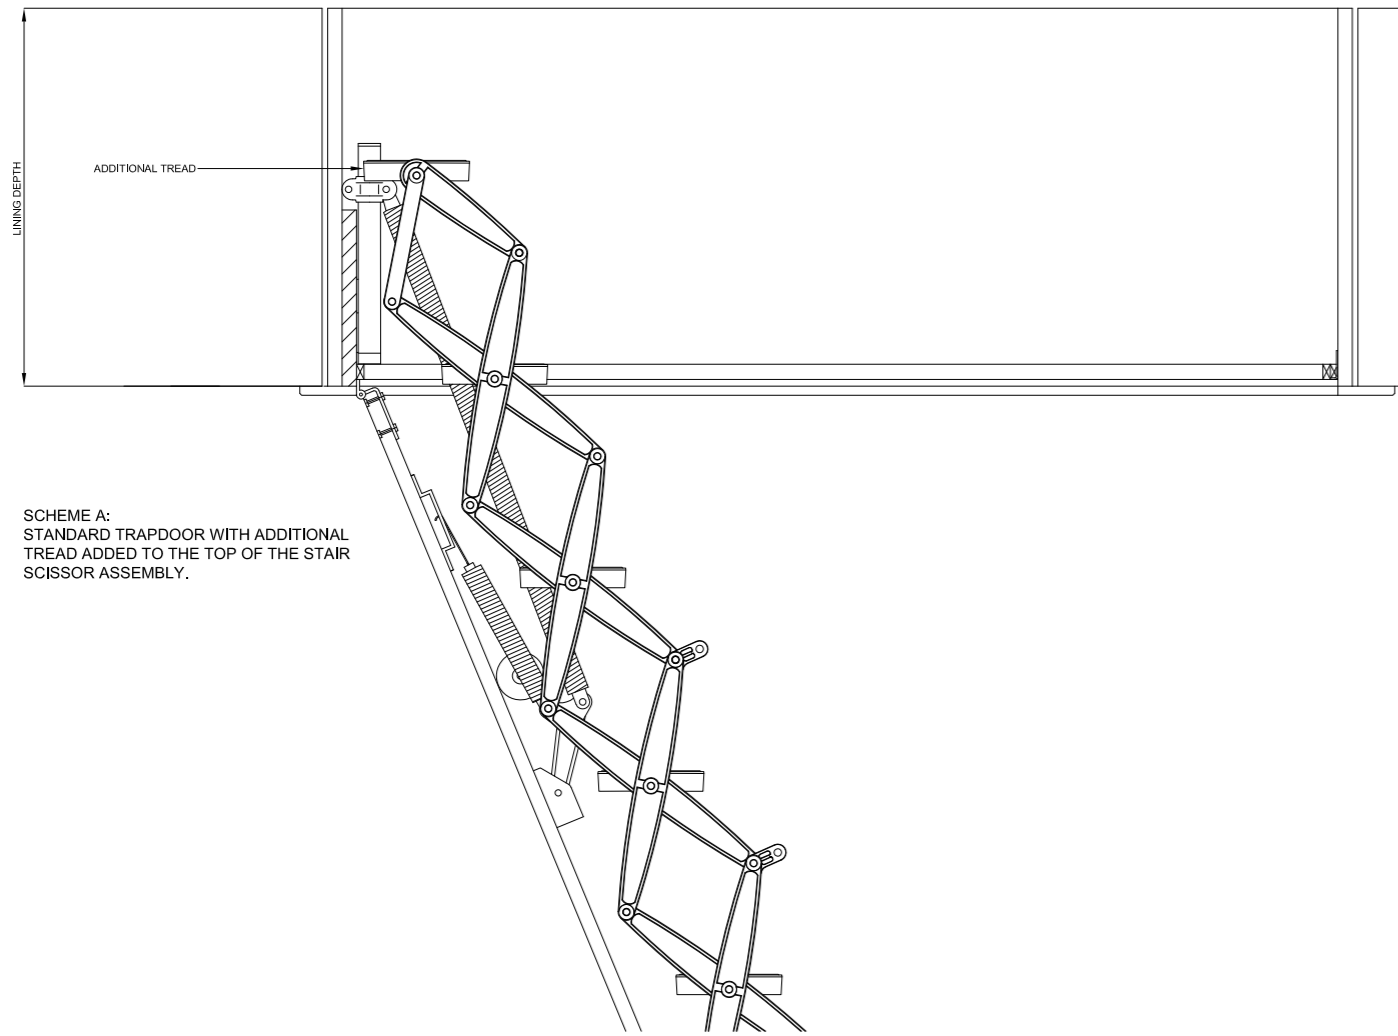 ADDITIONAL TREAD
LINING DEPTH
SCHEME A:
STANDARD TRAPDOOR WITH ADDITIONAL
TREAD ADDED TO THE TOP OF THE STAIR
SCISSOR ASSEMBLY.